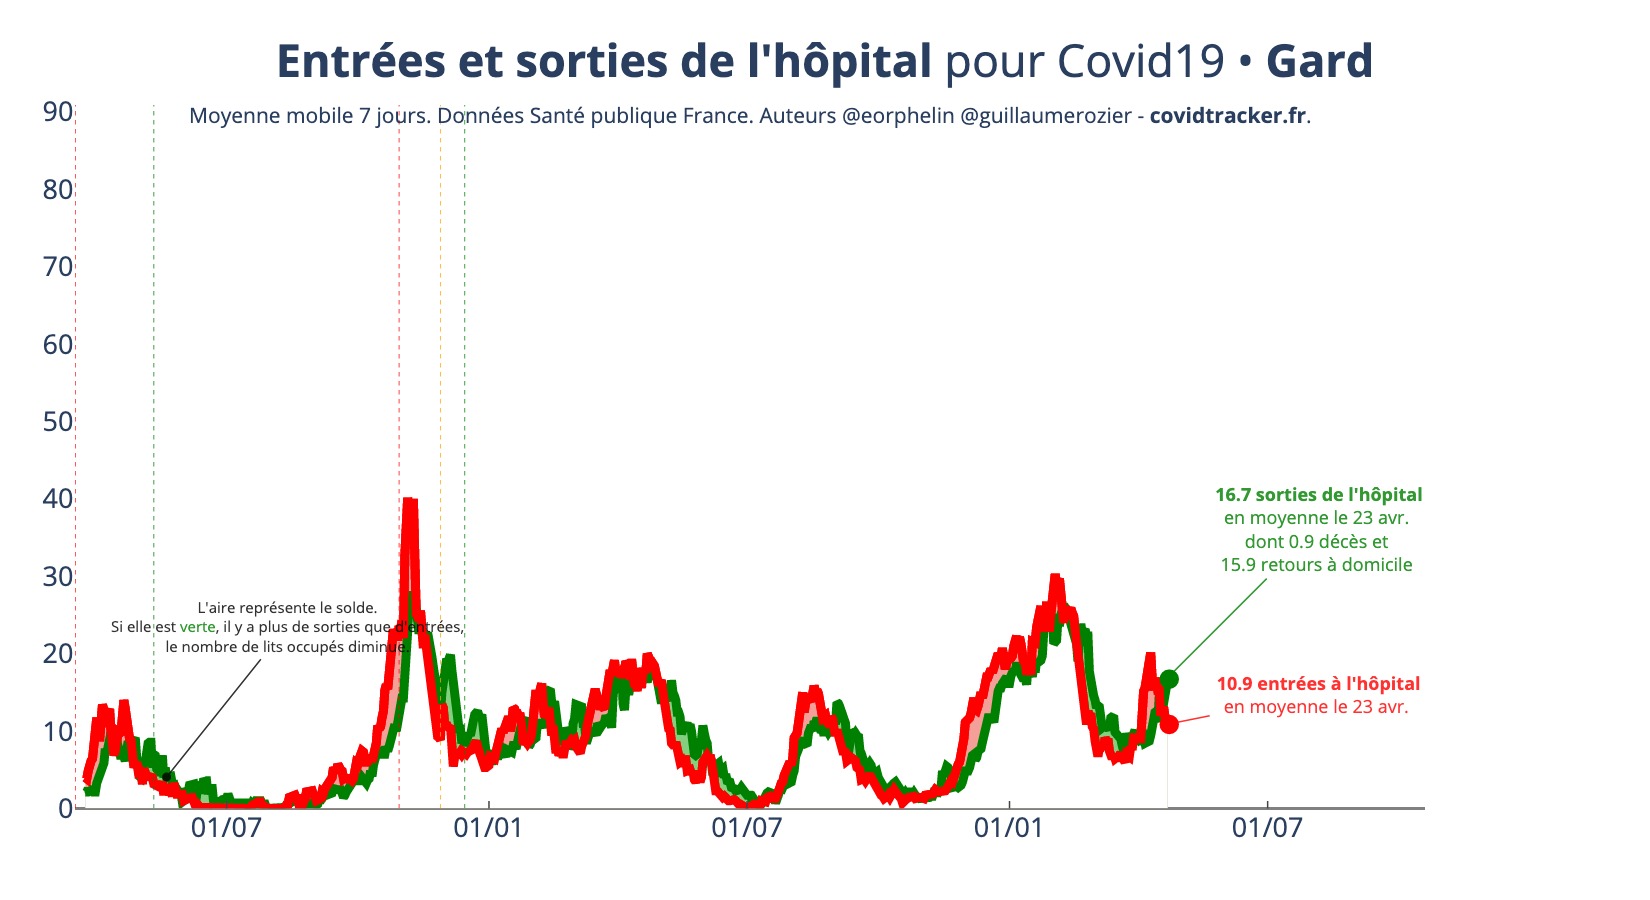 Entrées et sorties de l'hôpital pour Covid19 • Gard
Moyenne mobile 7 jours. Données Santé publique France. Auteurs @eorphelin @guillaumerozier - covidtracker.fr.
90
80
70
60
50
40
30
20
10
0
L'aire représente le solde.
Si elle est verte, il y a plus de sorties que d'entrées,
le nombre de lits occupés diminue.
16.7 sorties de l'hôpital
en moyenne le 23 avr.
dont 0.9 décès et
15.9 retours à domicile
10.9 entrées à l'hôpital
en moyenne le 23 avr.
01/07
01/01
01/07
01/01
01/07